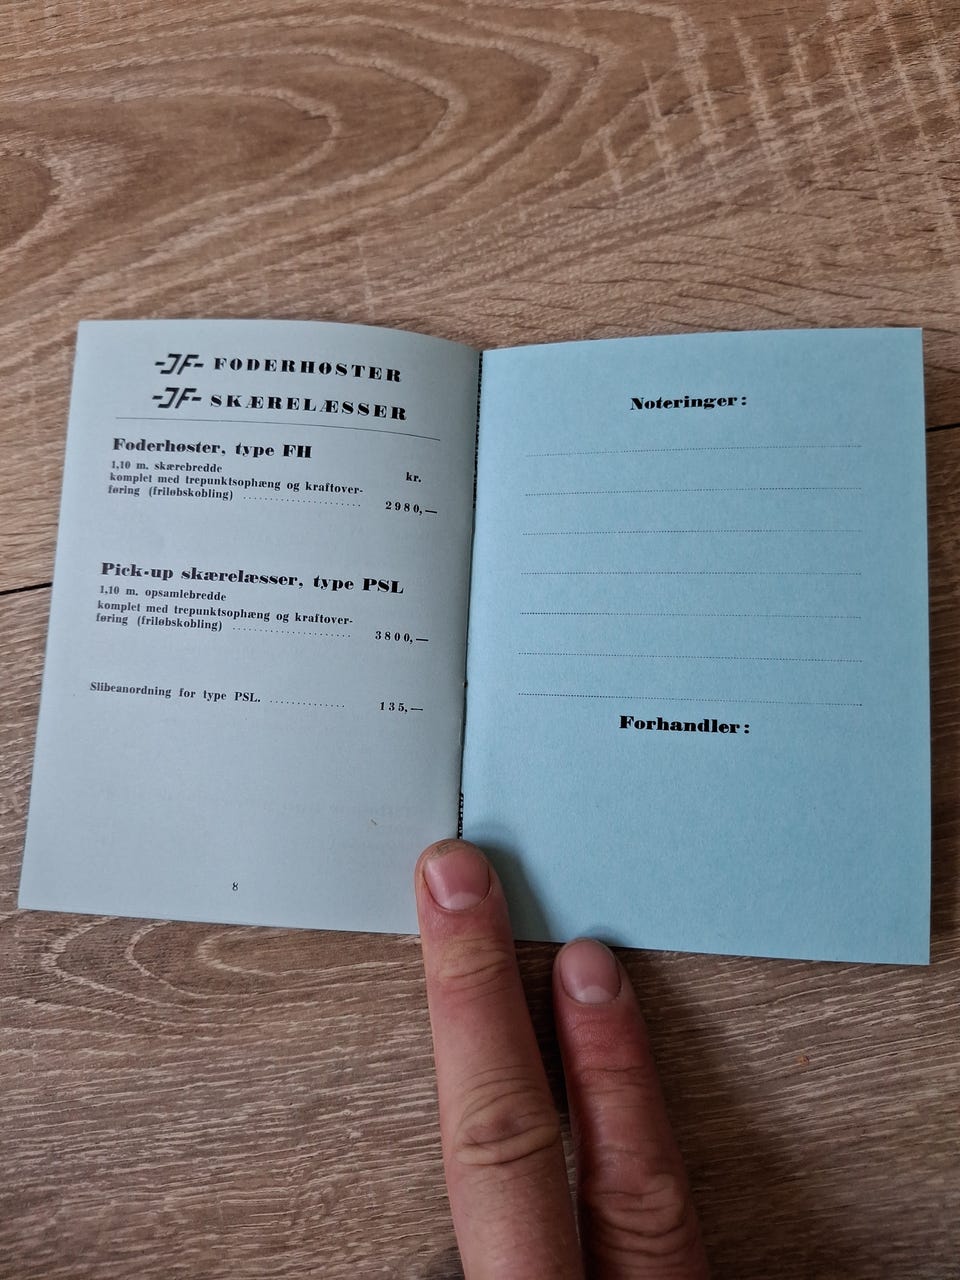 -JF- FODERHØSTER
-JF- SKÆRELÆSSER
Foderhøster, type FH
1,10 m. skærebredde
kr.
komplet med trepunktsophæng og kraftover-
føring (friløbskobling) .................... 2980,—
Pick-up skærelæsser, type PSL
1,10 m. opsamlebredde
komplet med trepunktsophæng og kraftover-
føring (friløbskobling) .................... 3800,—
Slibeanordning for type PSL. ............. 135,—
8
Noteringer:
Forhandler: